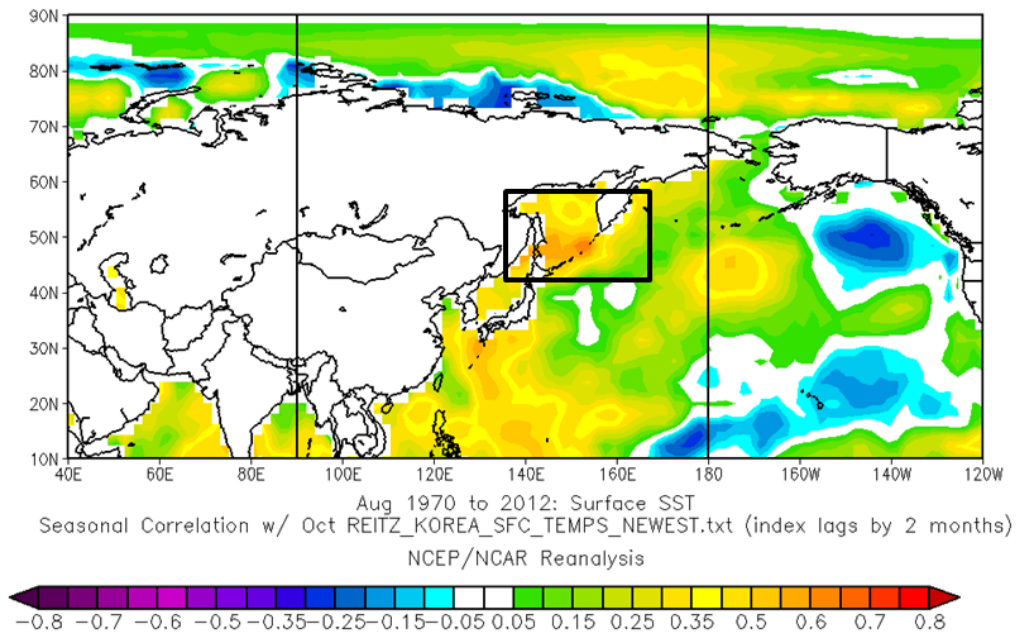 90N
80N
70N
60N
50N
40N
30N
20N
10N
40E 60E 80E 100E 120E 140E 160E 180 160W 140W 120W
Aug 1970 to 2012: Surface SST
Seasonal Correlation w/ Oct REITZ_KOREA_SFC_TEMPS_NEWEST.txt (index lags by 2 months)
NCEP/NCAR Reanalysis
-0.8 -0.7 -0.6 -0.5 -0.35 -0.25 -0.15 -0.05 0.05 0.15 0.25 0.35 0.45 0.5 0.6 0.7 0.8